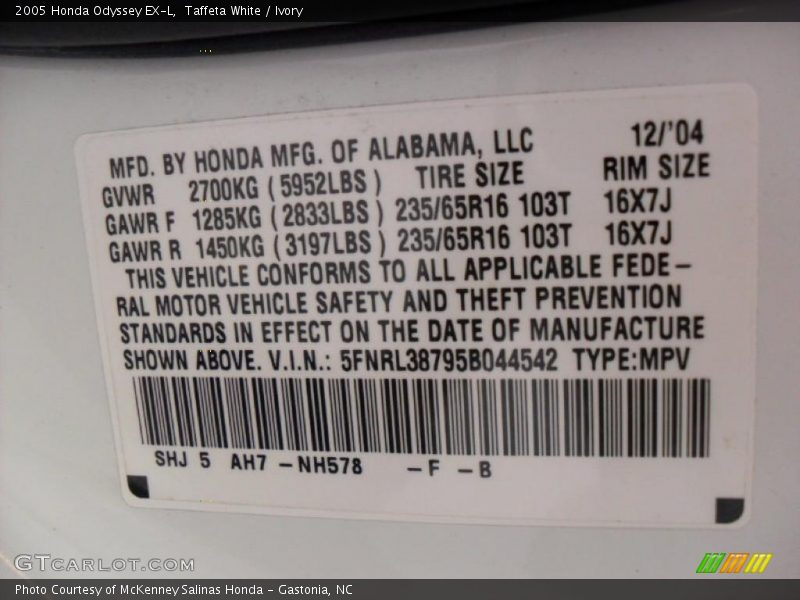 2005 Honda Odyssey EX-L, Taffeta White / Ivory
MFD. BY HONDA MFG. OF ALABAMA, LLC 12/'04
GVWR 2700KG ( 5952LBS ) TIRE SIZE RIM SIZE
GAWR F 1285KG ( 2833LBS ) 235/65R16 103T 16X7J
GAWR R 1450KG ( 3197LBS ) 235/65R16 103T 16X7J
THIS VEHICLE CONFORMS TO ALL APPLICABLE FEDE-
RAL MOTOR VEHICLE SAFETY AND THEFT PREVENTION
STANDARDS IN EFFECT ON THE DATE OF MANUFACTURE
SHOWN ABOVE. V.I.N.: 5FNRL38795B044542 TYPE:MPV
SHJ 5 AH7 -NH578 -F -B
GTCARLOT.COM
Photo Courtesy of McKenney Salinas Honda - Gastonia, NC